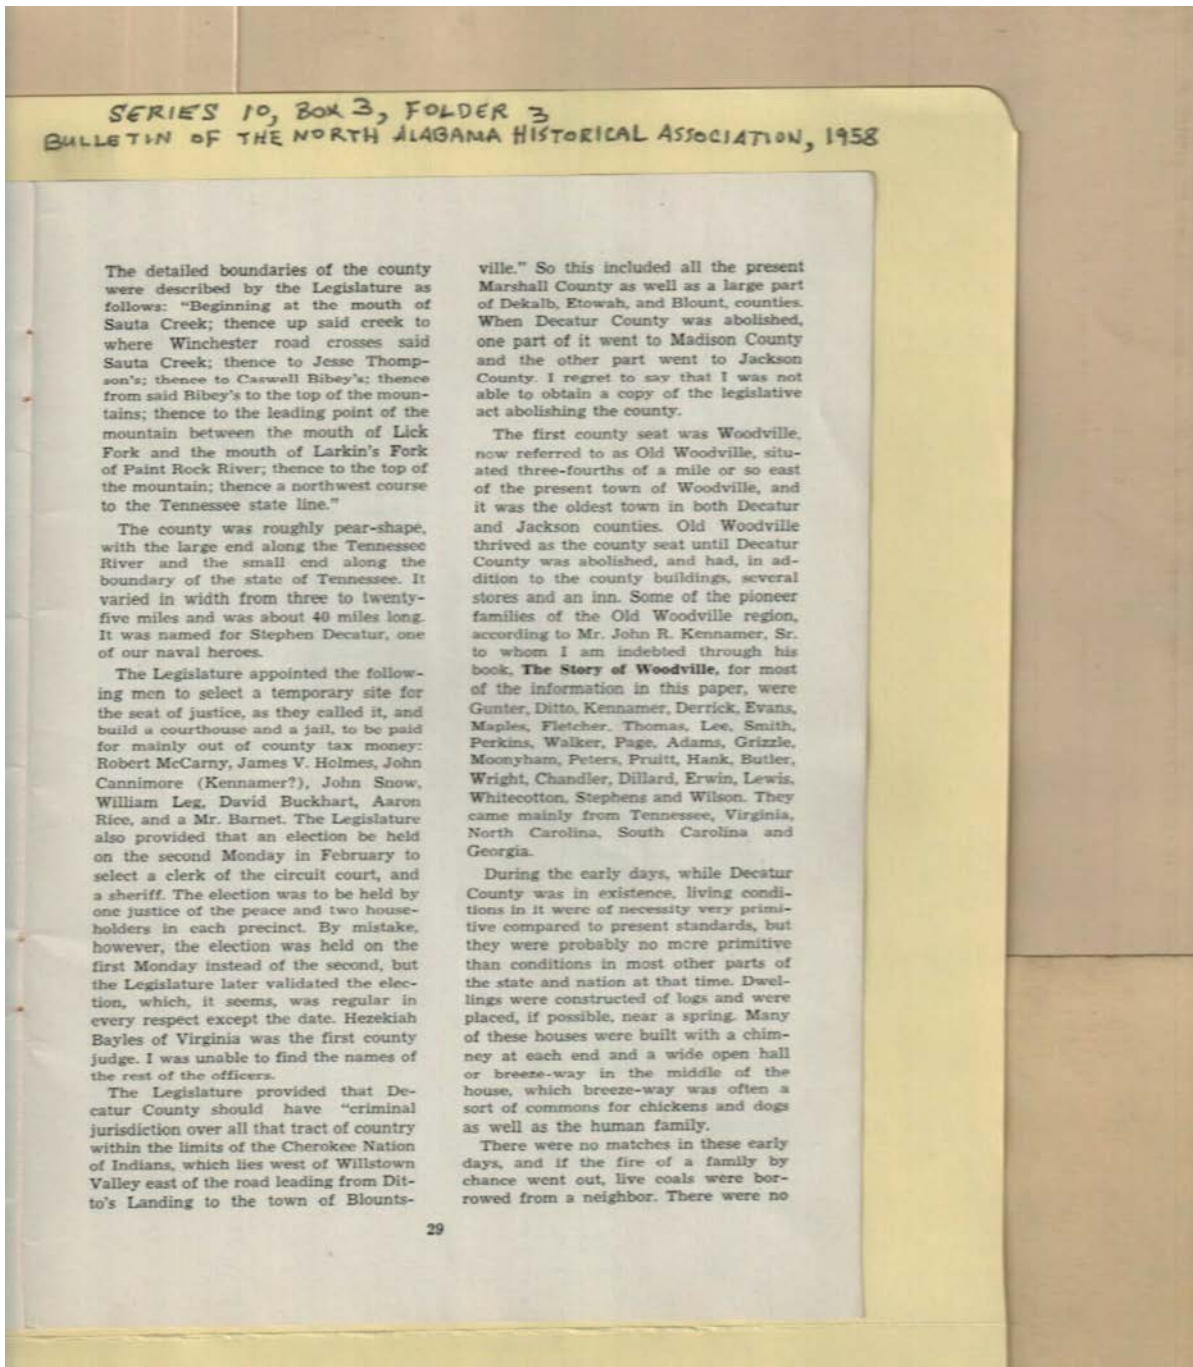 SERIES 10, BOX 3, FOLDER 3
BULLETIN OF THE NORTH ALABAMA HISTORICAL ASSOCIATION, 1958
The detailed boundaries of the county
were described by the Legislature as
follows: "Beginning at the mouth of
Sauta Creek; thence up said creek to
where Winchester road crosses said
Sauta Creek; thence to Jesse Thomp-
son's; thence to Caswell Bibey's; thence
from said Bibey's to the top of the moun-
tains; thence to the leading point of the
mountain between the mouth of Lick
Fork and the mouth of Larkin's Fork
of Paint Rock River; thence to the top of
the mountain; thence a northwest course
to the Tennessee state line."
The county was roughly pear-shape,
with the large end along the Tennessee
River and the small end along the
boundary of the state of Tennessee. It
varied in width from three to twenty-
five miles and was about 40 miles long.
It was named for Stephen Decatur, one
of our naval heroes.
The Legislature appointed the follow-
ing men to select a temporary site for
the seat of justice, as they called it, and
build a courthouse and a jail, to be paid
for mainly out of county tax money:
Robert McCarny, James V. Holmes, John
Cannimore (Kennamer?), John Snow,
William Leg, David Buckhart, Aaron
Rice, and a Mr. Barnet. The Legislature
also provided that an election be held
on the second Monday in February to
select a clerk of the circuit court, and
a sheriff. The election was to be held by
one justice of the peace and two house-
holders in each precinct. By mistake,
however, the election was held on the
first Monday instead of the second, but
the Legislature later validated the elec-
tion, which, it seems, was regular in
every respect except the date. Hezekiah
Bayles of Virginia was the first county
judge. I was unable to find the names of
the rest of the officers.
The Legislature provided that De-
catur County should have "criminal
jurisdiction over all that tract of country
within the limits of the Cherokee Nation
of Indians, which lies west of Willstown
Valley east of the road leading from Dit-
to's Landing to the town of Blounts-
ville." So this included all the present
Marshall County as well as a large part
of Dekalb, Etowah, and Blount, counties.
When Decatur County was abolished,
one part of it went to Madison County
and the other part went to Jackson
County. I regret to say that I was not
able to obtain a copy of the legislative
act abolishing the county.
The first county seat was Woodville,
now referred to as Old Woodville, situ-
ated three-fourths of a mile or so east
of the present town of Woodville, and
it was the oldest town in both Decatur
and Jackson counties. Old Woodville
thrived as the county seat until Decatur
County was abolished, and had, in ad-
dition to the county buildings, several
stores and an inn. Some of the pioneer
families of the Old Woodville region,
according to Mr. John R. Kennamer, Sr.
to whom I am indebted through his
book, The Story of Woodville, for most
of the information in this paper, were
Gunter, Ditto, Kennamer, Derrick, Evans,
Maples, Fletcher, Thomas, Lee, Smith,
Perkins, Walker, Page, Adams, Grizzle,
Moonyham, Peters, Pruitt, Hank, Butler,
Wright, Chandler, Dillard, Erwin, Lewis,
Whitecotton, Stephens and Wilson. They
came mainly from Tennessee, Virginia,
North Carolina, South Carolina and
Georgia.
During the early days, while Decatur
County was in existence, living condi-
tions in it were of necessity very primi-
tive compared to present standards, but
they were probably no more primitive
than conditions in most other parts of
the state and nation at that time. Dwel-
lings were constructed of logs and were
placed, if possible, near a spring. Many
of these houses were built with a chim-
ney at each end and a wide open hall
or breeze-way in the middle of the
house, which breeze-way was often a
sort of commons for chickens and dogs
as well as the human family.
There were no matches in these early
days, and if the fire of a family by
chance went out, live coals were bor-
rowed from a neighbor. There were no
29